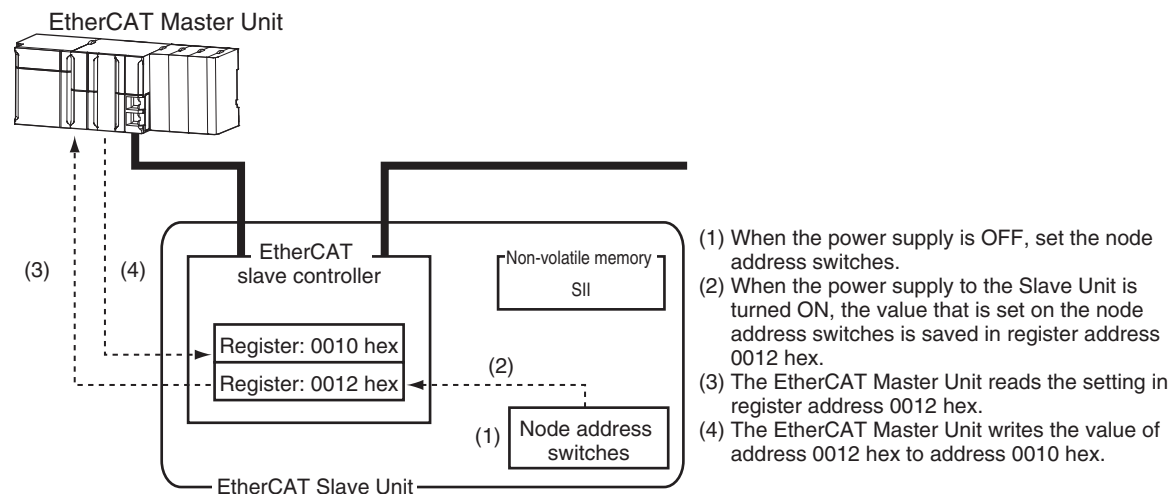 EtherCAT Master Unit
(3)
(4)
EtherCAT
slave controller
Register: 0010 hex
Register: 0012 hex
Non-volatile memory
SII
(2)
(1)
Node address
switches
EtherCAT Slave Unit
(1) When the power supply is OFF, set the node
address switches.
(2) When the power supply to the Slave Unit is
turned ON, the value that is set on the node
address switches is saved in register address
0012 hex.
(3) The EtherCAT Master Unit reads the setting in
register address 0012 hex.
(4) The EtherCAT Master Unit writes the value of
address 0012 hex to address 0010 hex.